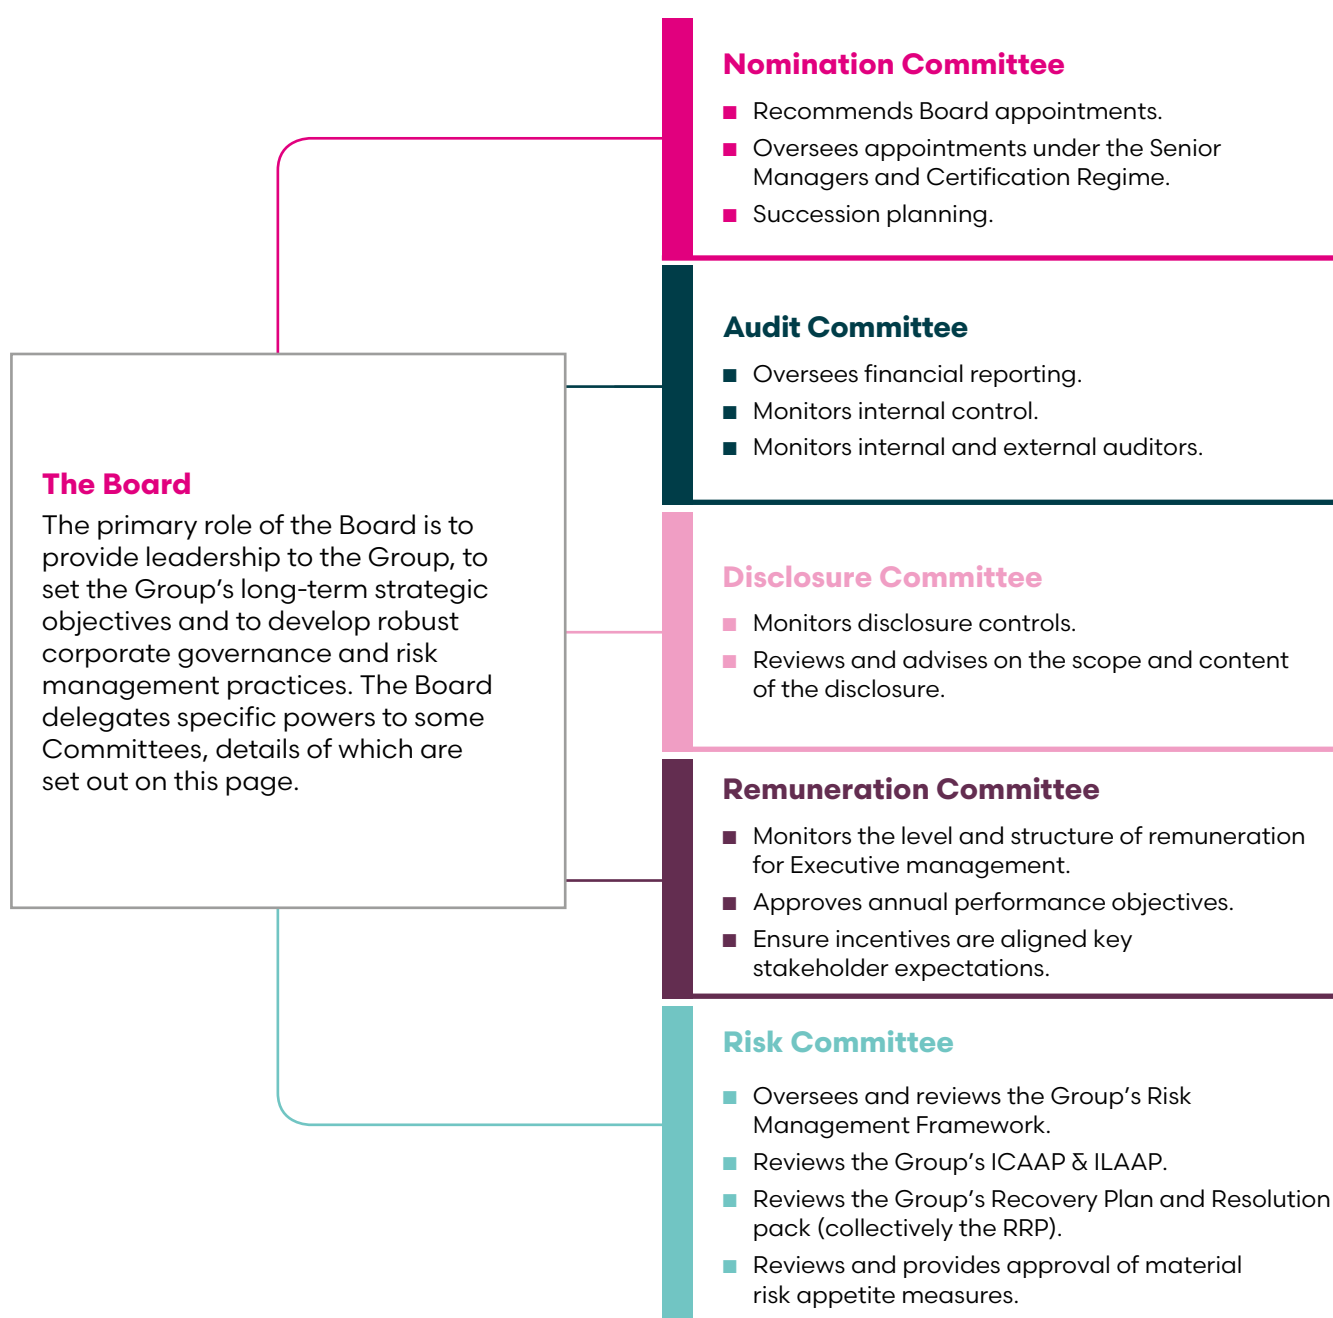 The Board
The primary role of the Board is to
provide leadership to the Group, to
set the Group’s long-term strategic
objectives and to develop robust
corporate governance and risk
management practices. The Board
delegates specific powers to some
Committees, details of which are
set out on this page.
Nomination Committee
■ Recommends Board appointments.
■ Oversees appointments under the Senior
Managers and Certification Regime.
■ Succession planning.
Audit Committee
■ Oversees financial reporting.
■ Monitors internal control.
■ Monitors internal and external auditors.
Disclosure Committee
■ Monitors disclosure controls.
■ Reviews and advises on the scope and content
of the disclosure.
Remuneration Committee
■ Monitors the level and structure of remuneration
for Executive management.
■ Approves annual performance objectives.
■ Ensure incentives are aligned key
stakeholder expectations.
Risk Committee
■ Oversees and reviews the Group’s Risk
Management Framework.
■ Reviews the Group’s ICAAP & ILAAP.
■ Reviews the Group’s Recovery Plan and Resolution
pack (collectively the RRP).
■ Reviews and provides approval of material
risk appetite measures.